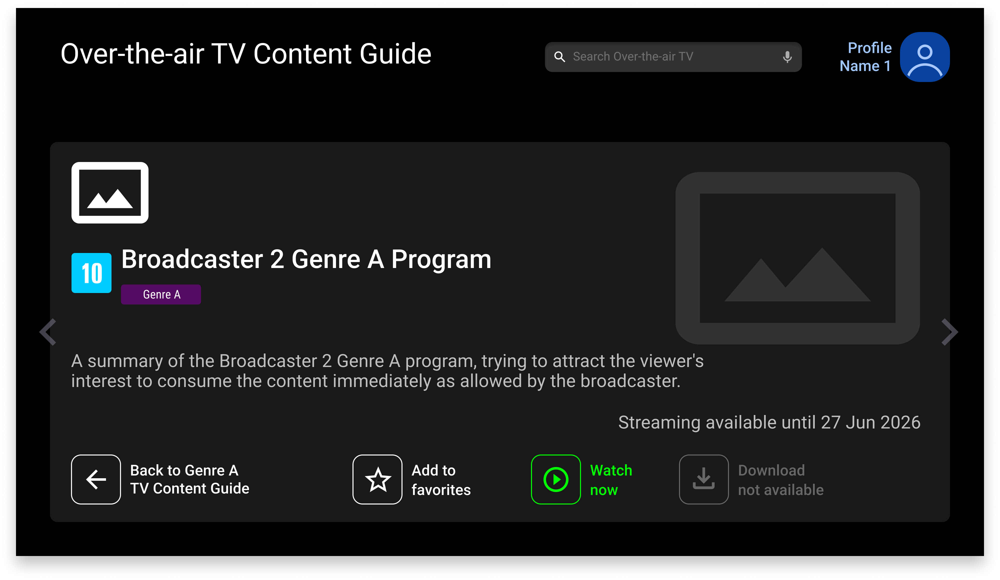 Over-the-air TV Content Guide
Search Over-the-air TV
Profile
Name 1
10
Broadcaster 2 Genre A Program
Genre A
A summary of the Broadcaster 2 Genre A program, trying to attract the viewer's
interest to consume the content immediately as allowed by the broadcaster.
Streaming available until 27 Jun 2026
Back to Genre A
TV Content Guide
Add to
favorites
Watch
now
Download
not available